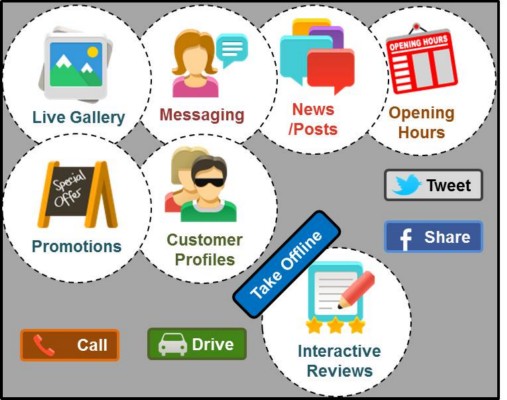 OPENING HOURS
Live Gallery
Messaging
News
/Posts
Opening
Hours
Special
Offer
Promotions
Customer
Profiles
Tweet
f Share
Take Offline
Call
Drive
Interactive
Reviews